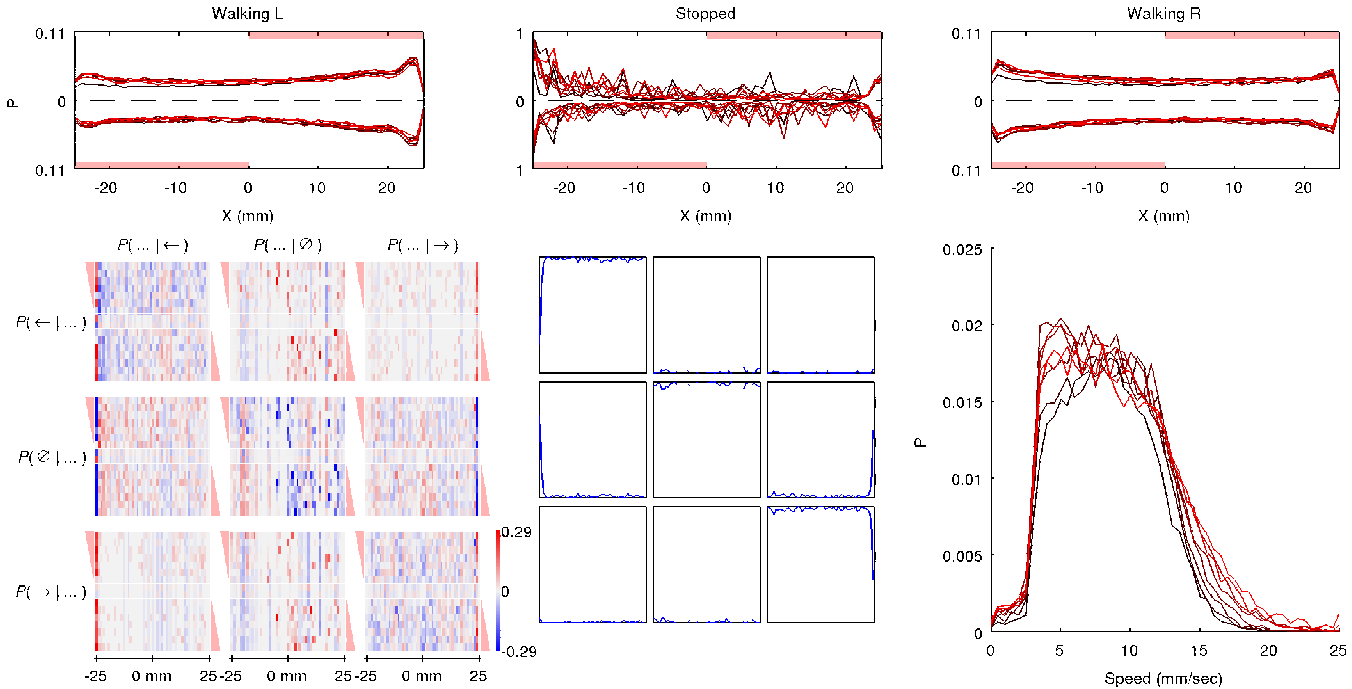 Walking L
Stopped
Walking R
0.11
P
0
0.11
-20
-10
0
10
20
X (mm)
1
0
1
-20
-10
0
10
20
X (mm)
0.11
0
0.11
-20
-10
0
10
20
X (mm)
P( ... | ← )
P( ... | ∅ )
P( ... | → )
P( ← | ... )
P( ∅ | ... )
P( → | ... )
0.29
0
-0.29
-25
0 mm
25
-25
0 mm
25
-25
0 mm
25
0.025
0.02
0.015
P
0.01
0.005
0
0
5
10
15
20
25
Speed (mm/sec)